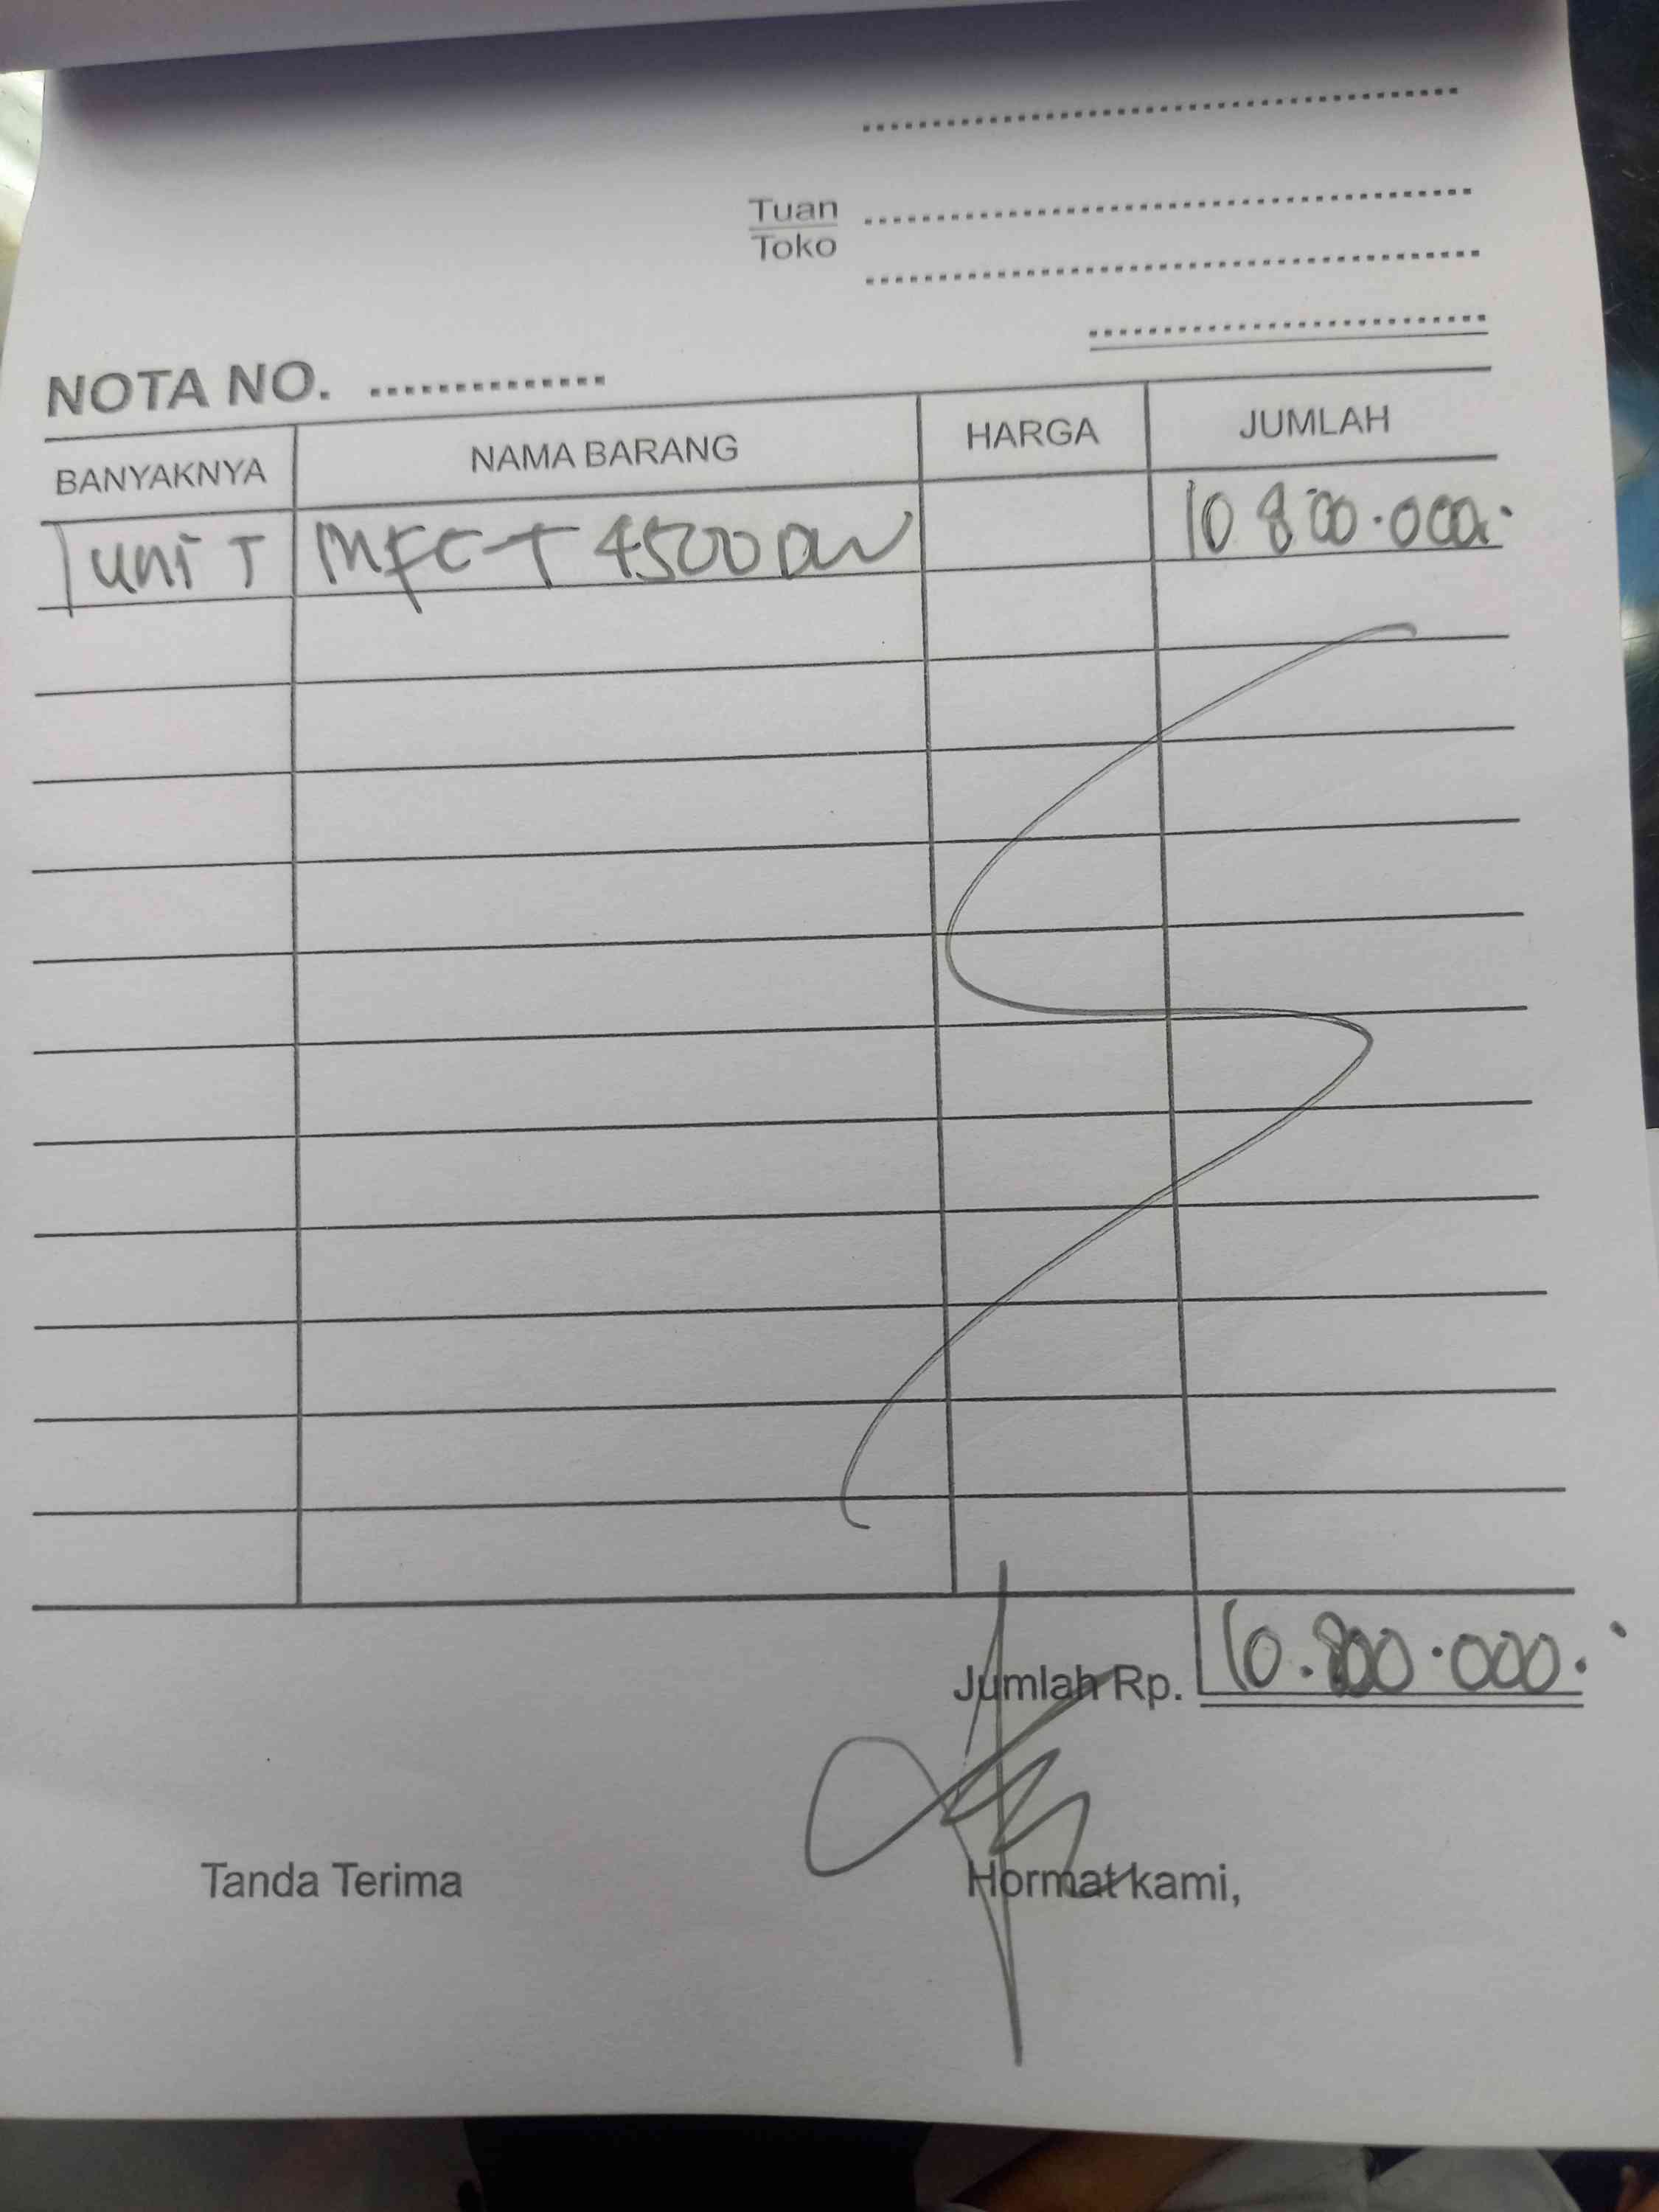 Tuan
Toko
NOTA NO. ..............
BANYAKNYA NAMA BARANG HARGA JUMLAH
1 unit MFC-T 4500 DW 10 800.000.
Jumlah Rp. 10.800.000.
Tanda Terima Hormat kami,